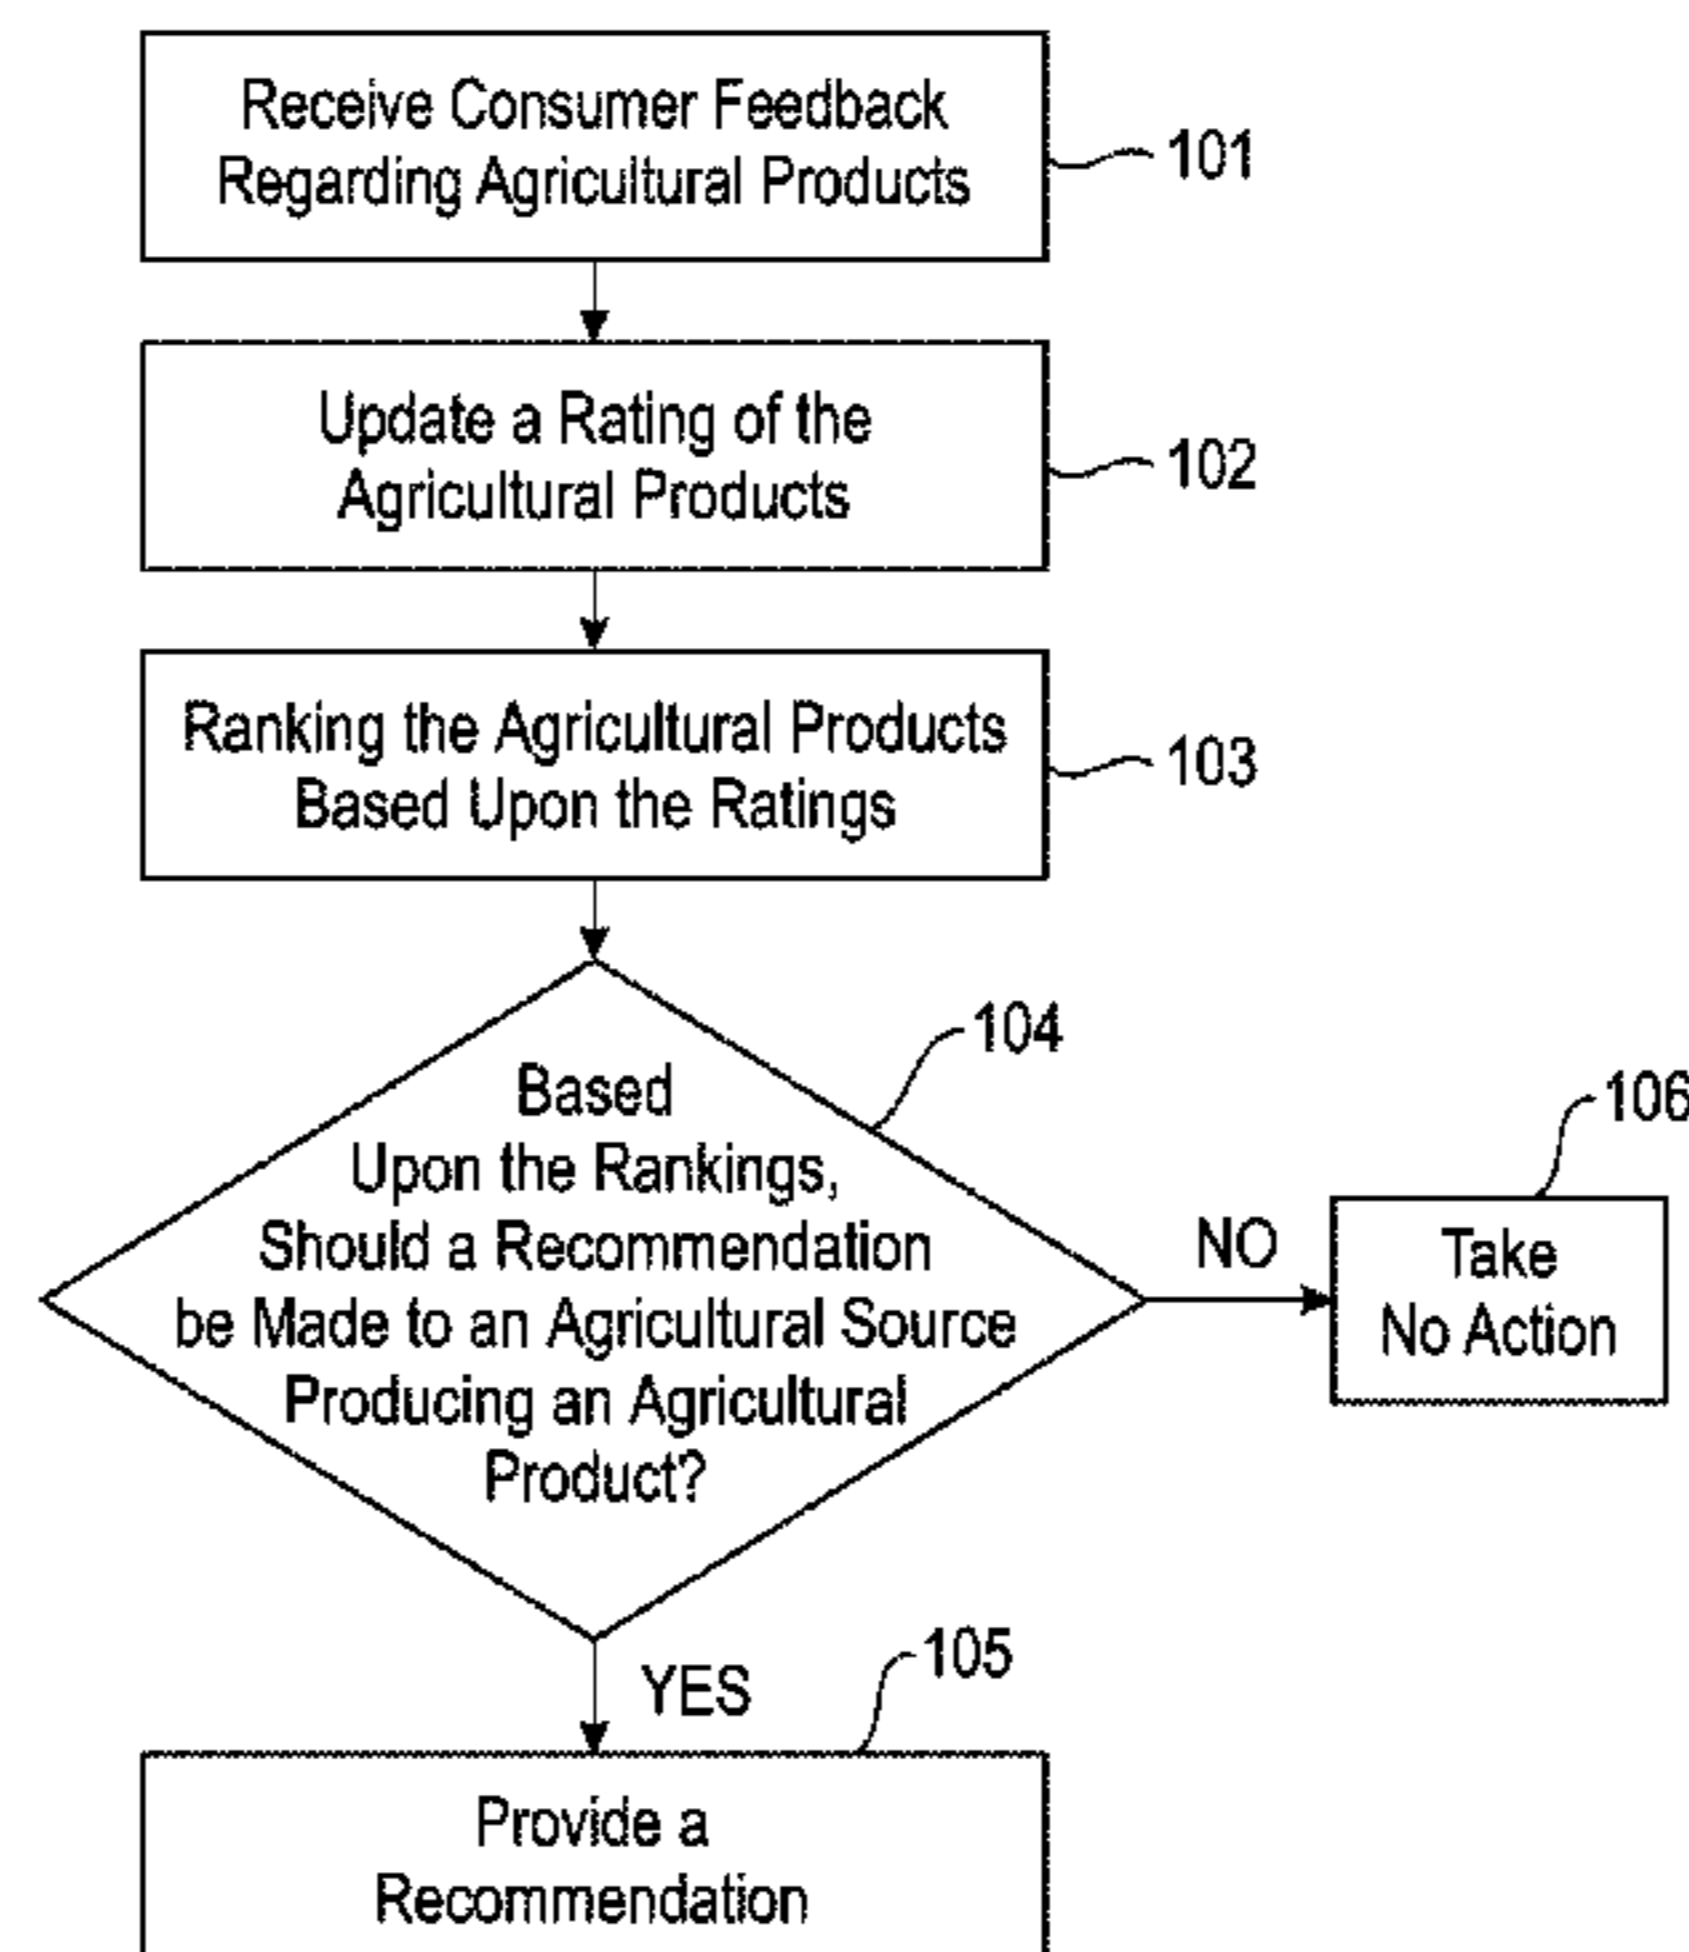 Receive Consumer Feedback
Regarding Agricultural Products
101
Update a Rating of the
Agricultural Products
102
Ranking the Agricultural Products
Based Upon the Ratings
103
104
Based
Upon the Rankings,
Should a Recommendation
be Made to an Agricultural Source
Producing an Agricultural
Product?
NO
106
Take
No Action
YES
105
Provide a
Recommendation